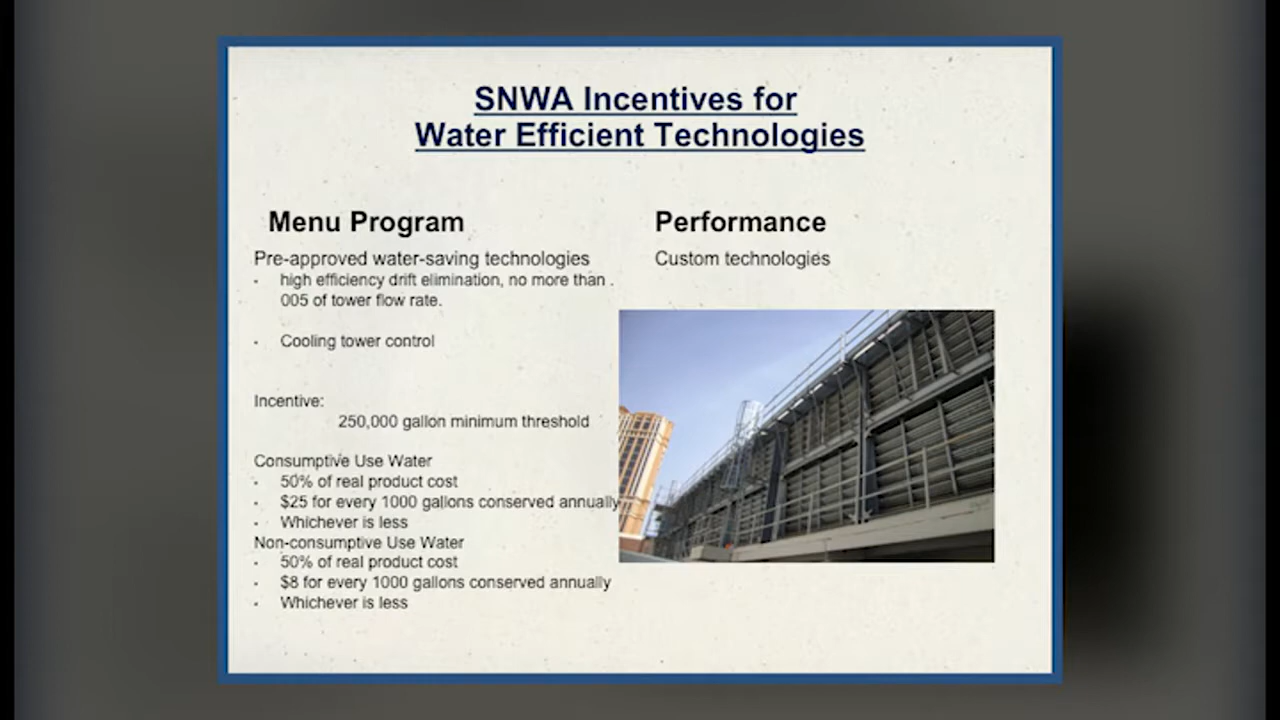 SNWA Incentives for
Water Efficient Technologies
Menu Program
Pre-approved water-saving technologies
· high efficiency drift elimination, no more than .
005 of tower flow rate.
· Cooling tower control
Incentive:
250,000 gallon minimum threshold
Consumptive Use Water
· 50% of real product cost
· $25 for every 1000 gallons conserved annually
· Whichever is less
Non-consumptive Use Water
· 50% of real product cost
· $8 for every 1000 gallons conserved annually
· Whichever is less
Performance
Custom technologies